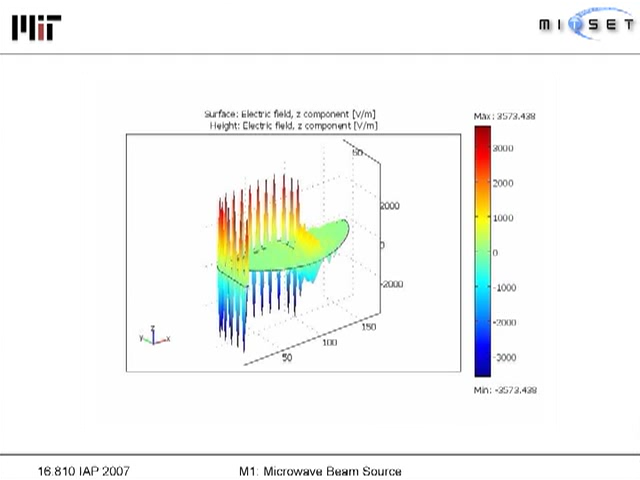 MIT
MITSET
Surface: Electric field, z component [V/m]
Height: Electric field, z component [V/m]
Max: 3573.438
50
3000
2000
2000
1000
0
0
-1000
-2000
-2000
-3000
150
100
50
z
y
x
Min: -3573.438
16.810 IAP 2007
M1: Microwave Beam Source